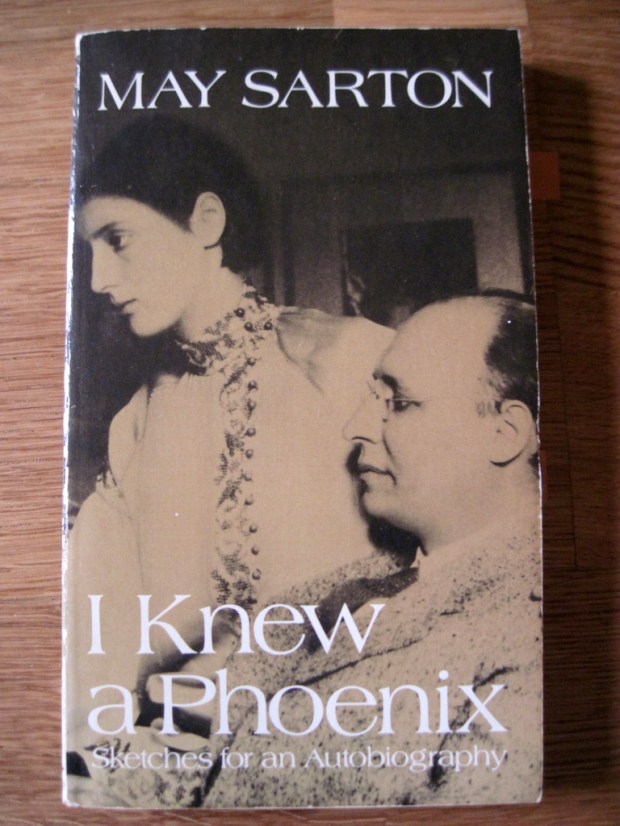 MAY SARTON
I Knew
a Phoenix
Sketches for an Autobiography